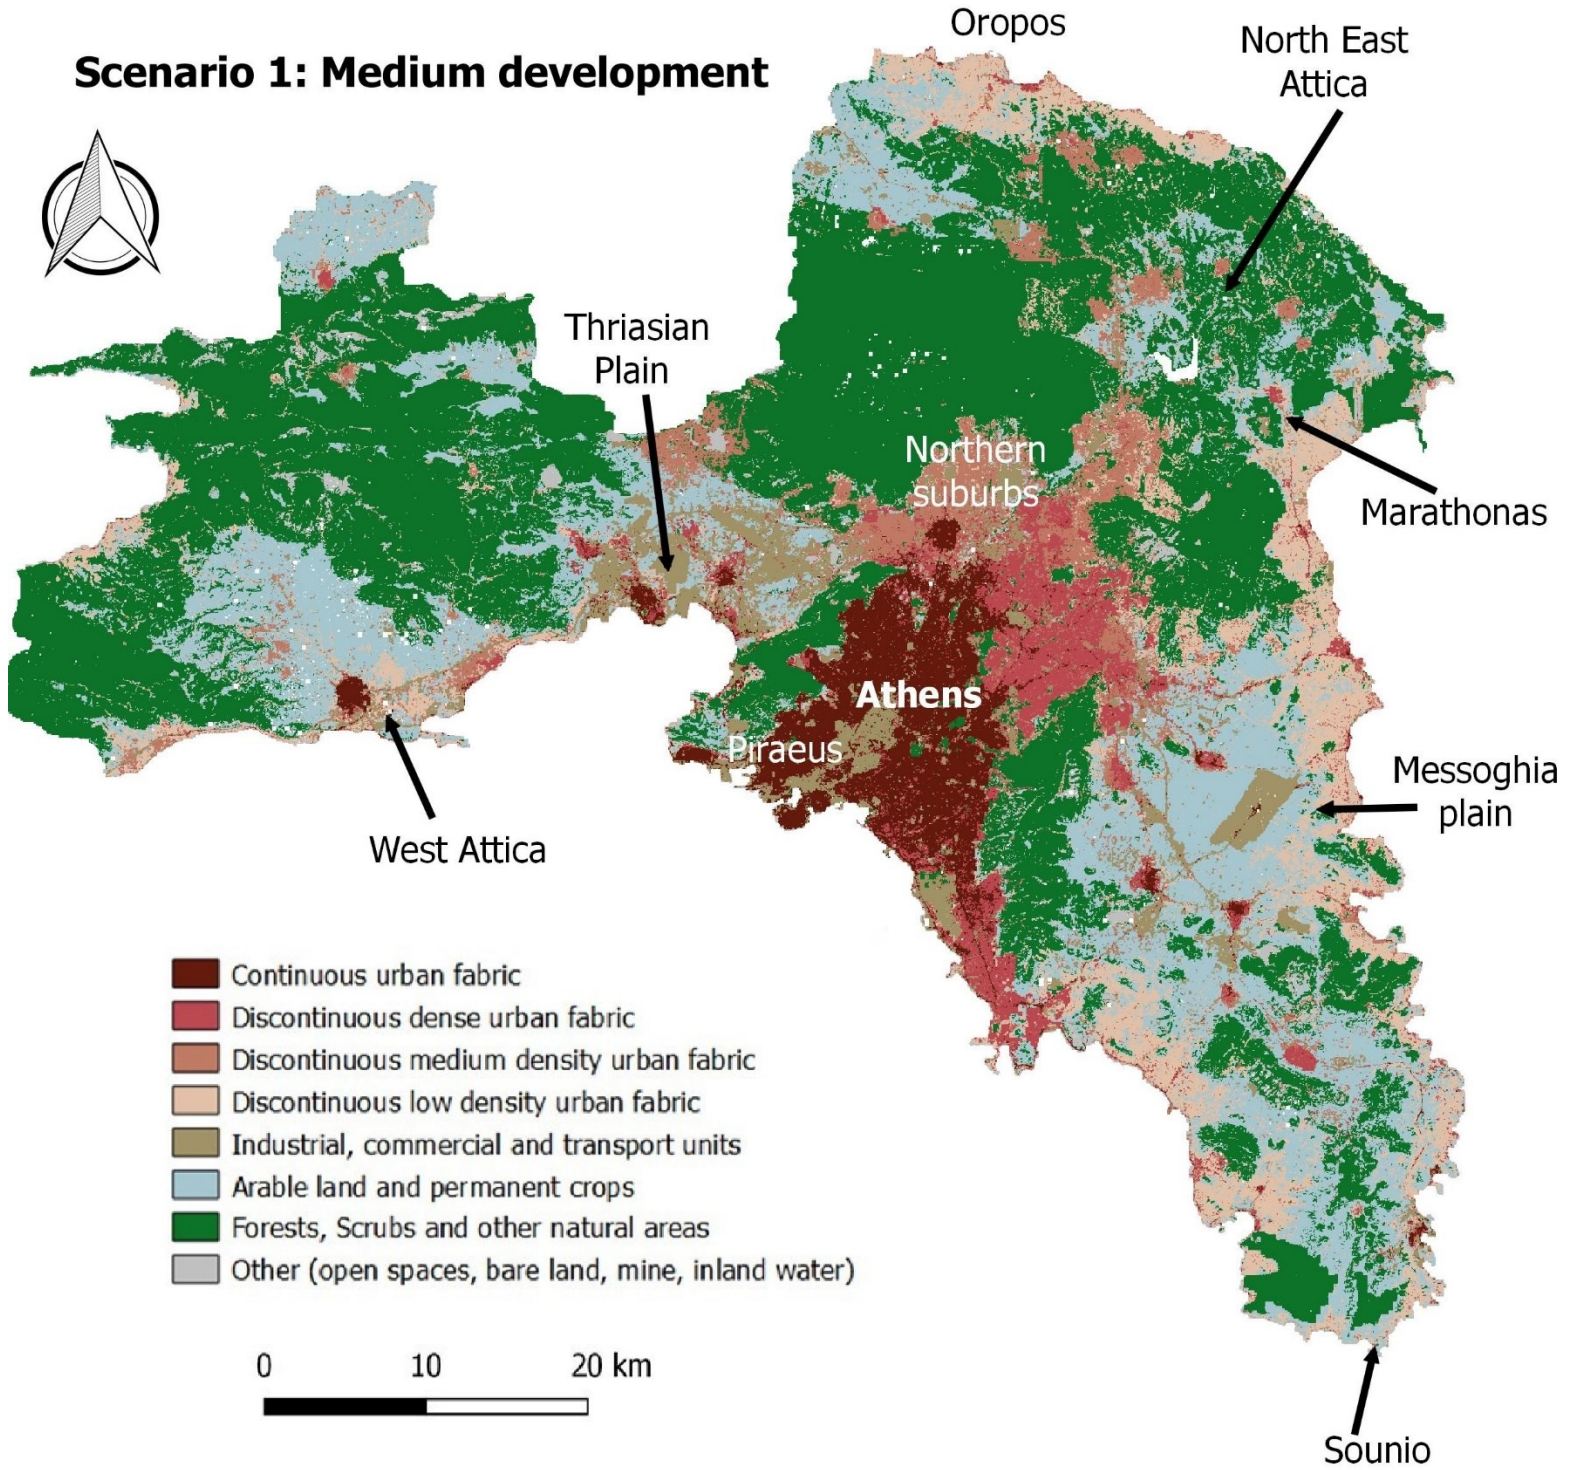 Oropos
North East
Attica
Scenario 1: Medium development
Thriasian
Plain
Northern
suburbs
Marathonas
Athens
Piraeus
Messoghia
plain
West Attica
Continuous urban fabric
Discontinuous dense urban fabric
Discontinuous medium density urban fabric
Discontinuous low density urban fabric
Industrial, commercial and transport units
Arable land and permanent crops
Forests, Scrubs and other natural areas
Other (open spaces, bare land, mine, inland water)
0 10 20 km
Sounio